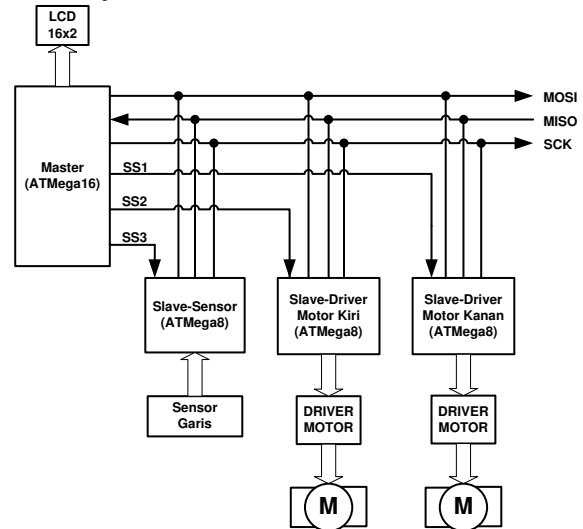 LCD
16x2
MOSI
MISO
SCK
Master
(ATMega16)
SS1
SS2
SS3
Slave-Sensor
(ATMega8)
Slave-Driver
Motor Kiri
(ATMega8)
Slave-Driver
Motor Kanan
(ATMega8)
Sensor
Garis
DRIVER
MOTOR
DRIVER
MOTOR
M
M